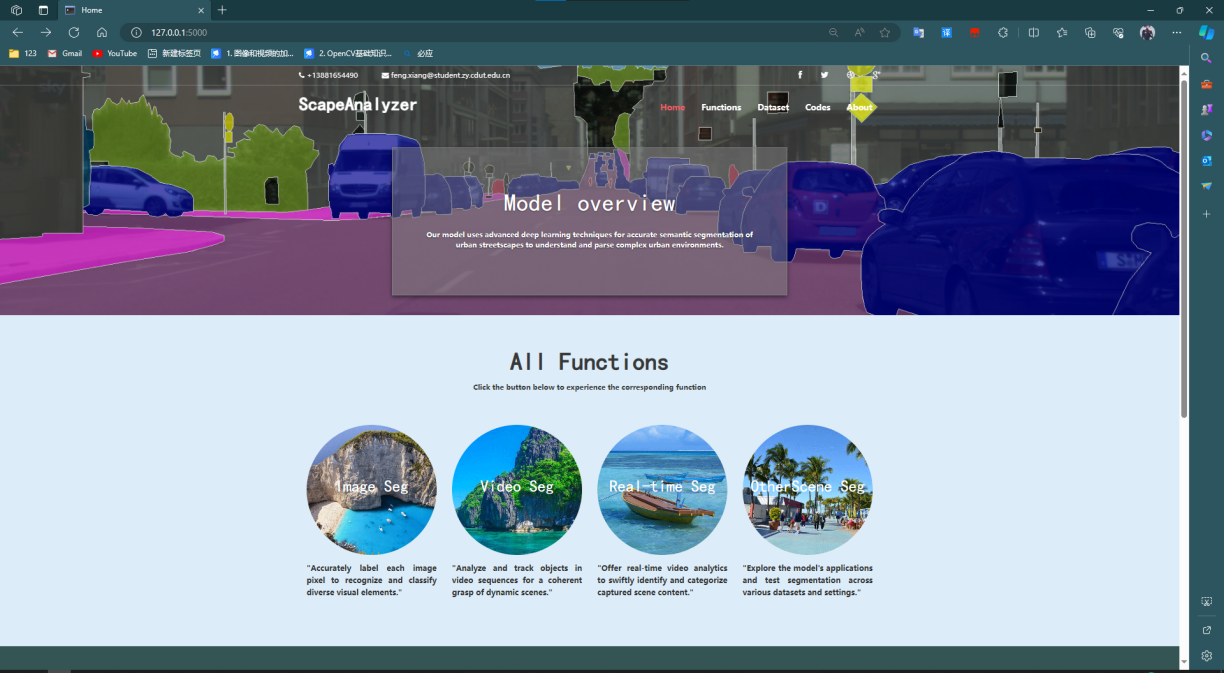 Home
127.0.0.1:5000
123
Gmail
YouTube
新建标签页
1. 图像和视频的加...
2. OpenCV基础知识...
必应
+13881654490
feng.xiang@student.zy.cdut.edu.cn
ScapeAnalyzer
Home
Functions
Dataset
Codes
About
Model overview
Our model uses advanced deep learning techniques for accurate semantic segmentation of
urban streetscapes to understand and parse complex urban environments.
All Functions
Click the button below to experience the corresponding function
Image Seg
Video Seg
Real-time Seg
OtherScene Seg
"Accurately label each image
pixel to recognize and classify
diverse visual elements."
"Analyze and track objects in
video sequences for a coherent
grasp of dynamic scenes."
"Offer real-time video analytics
to swiftly identify and categorize
captured scene content."
"Explore the model's applications
and test segmentation across
various datasets and settings."